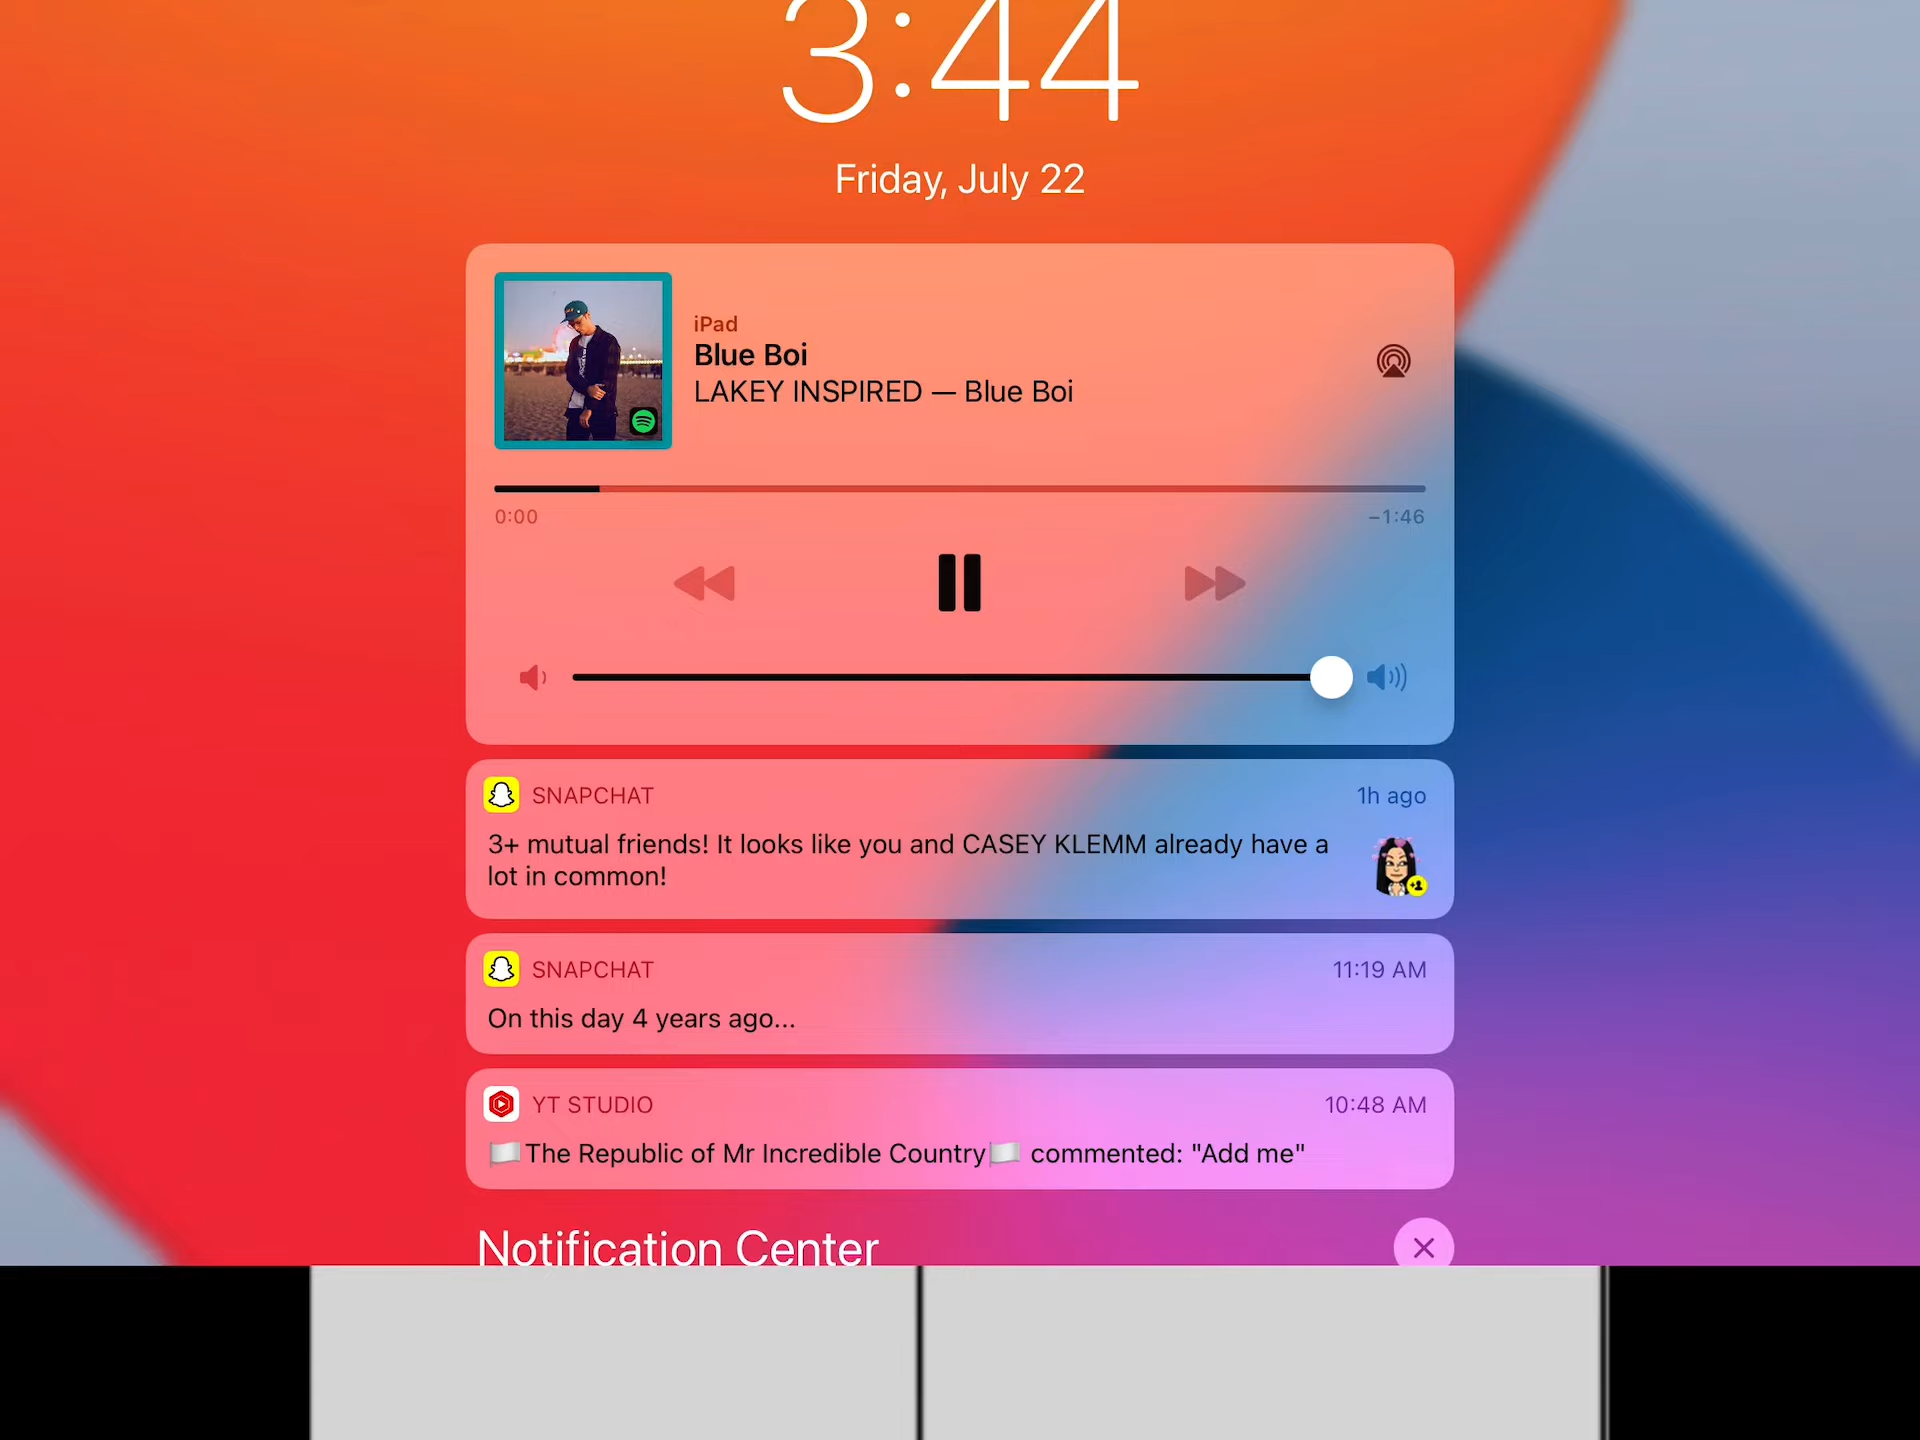 3:44
Friday, July 22
iPad
Blue Boi
LAKEY INSPIRED — Blue Boi
0:00
–1:46
SNAPCHAT
1h ago
3+ mutual friends! It looks like you and CASEY KLEMM already have a
lot in common!
SNAPCHAT
11:19 AM
On this day 4 years ago...
YT STUDIO
10:48 AM
🏳️The Republic of Mr Incredible Country🏳️ commented: "Add me"
Notification Center